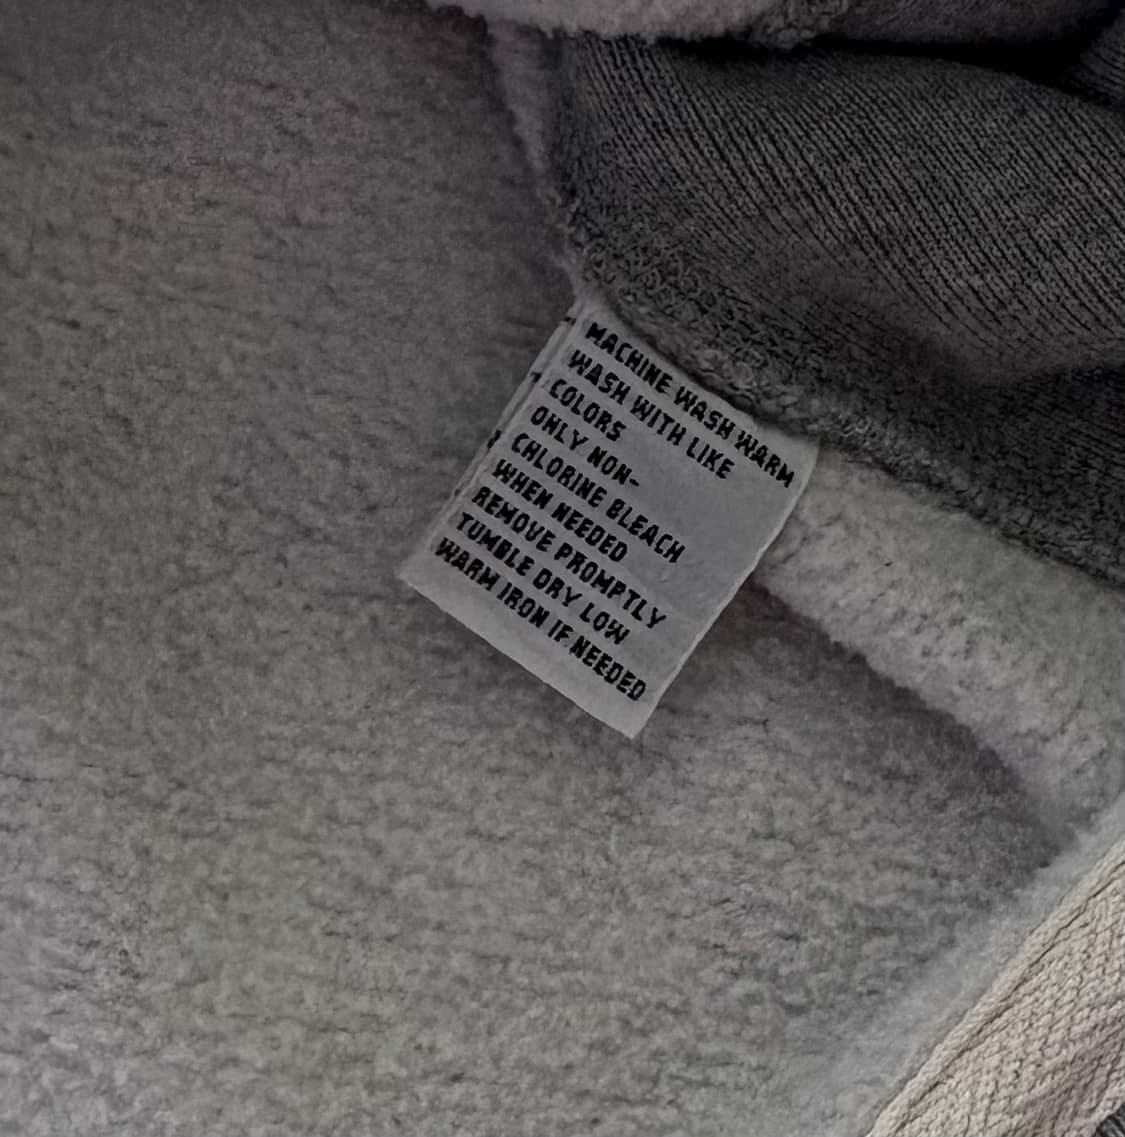 MACHINE WASH WARM
WASH WITH LIKE
COLORS
ONLY NON-
CHLORINE BLEACH
WHEN NEEDED
REMOVE PROMPTLY
TUMBLE DRY LOW
WARM IRON IF NEEDED